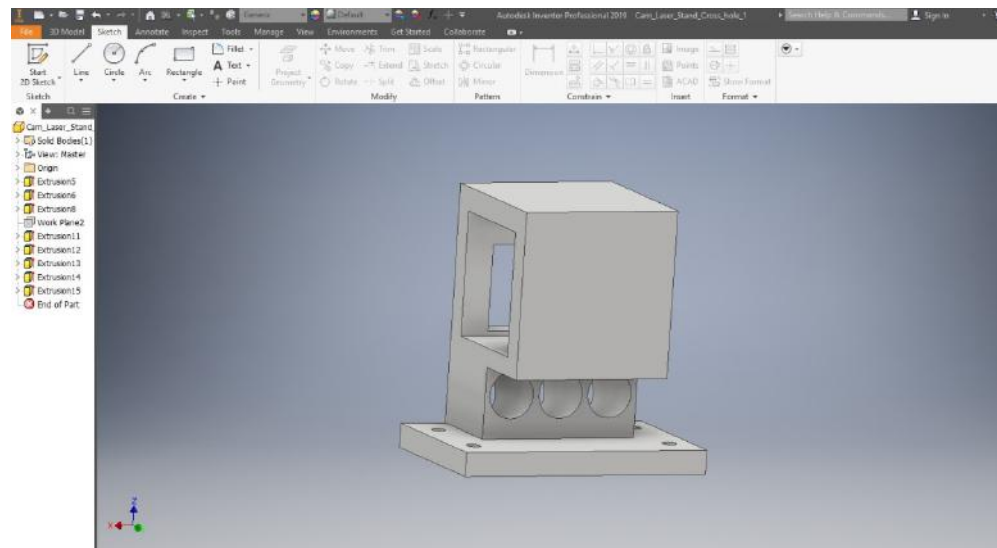 Autodesk Inventor Professional 2019 Cam_Laser_Stand_Cross_hole_1
Search Help & Commands...
Sign In
File 3D Model Sketch Annotate Inspect Tools Manage View Environments Get Started Collaborate
Start
2D Sketch
Line Circle Arc Rectangle
Fillet
Text
Point
Project
Geometry
Move Trim Scale
Copy Extend Stretch
Rotate Split Offset
Rectangular
Circular
Mirror
Dimension
Image
Points
ACAD
Show Format
Sketch Create Modify Pattern Constrain Insert Format
Cam_Laser_Stand_
Solid Bodies(1)
View: Master
Origin
Extrusion5
Extrusion6
Extrusion8
Work Plane2
Extrusion11
Extrusion12
Extrusion13
Extrusion14
Extrusion15
End of Part
Z
X